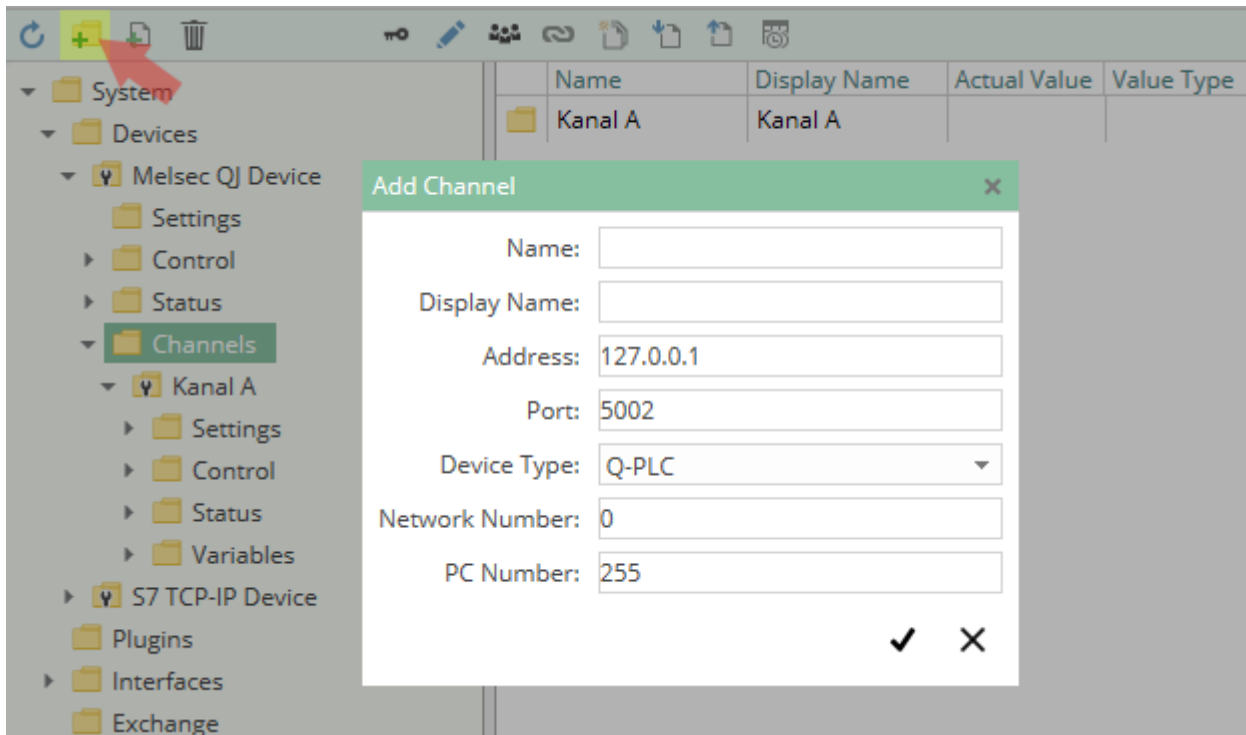 System
Devices
Melsec QJ Device
Settings
Control
Status
Channels
Kanal A
Settings
Control
Status
Variables
S7 TCP-IP Device
Plugins
Interfaces
Exchange
Name Display Name Actual Value Value Type
Kanal A Kanal A
Add Channel
Name:
Display Name:
Address: 127.0.0.1
Port: 5002
Device Type: Q-PLC
Network Number: 0
PC Number: 255